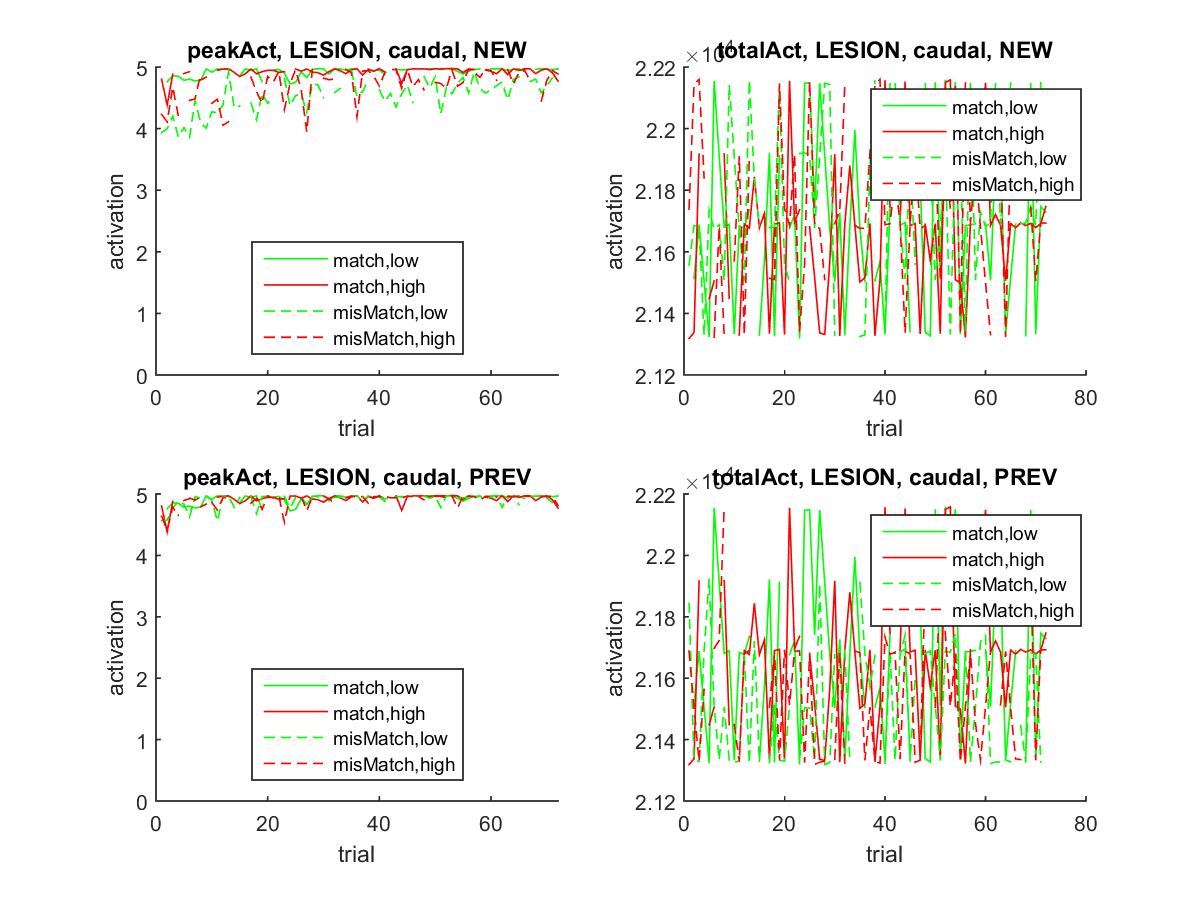 peakAct, LESION, caudal, NEW
5
4
3
2
1
0
activation
match,low
match,high
misMatch,low
misMatch,high
0 20 40 60
trial
×10⁴
totalAct, LESION, caudal, NEW
2.22
2.2
2.18
2.16
2.14
2.12
activation
match,low
match,high
misMatch,low
misMatch,high
0 20 40 60 80
trial
peakAct, LESION, caudal, PREV
5
4
3
2
1
0
activation
match,low
match,high
misMatch,low
misMatch,high
0 20 40 60
trial
×10⁴
totalAct, LESION, caudal, PREV
2.22
2.2
2.18
2.16
2.14
2.12
activation
match,low
match,high
misMatch,low
misMatch,high
0 20 40 60 80
trial